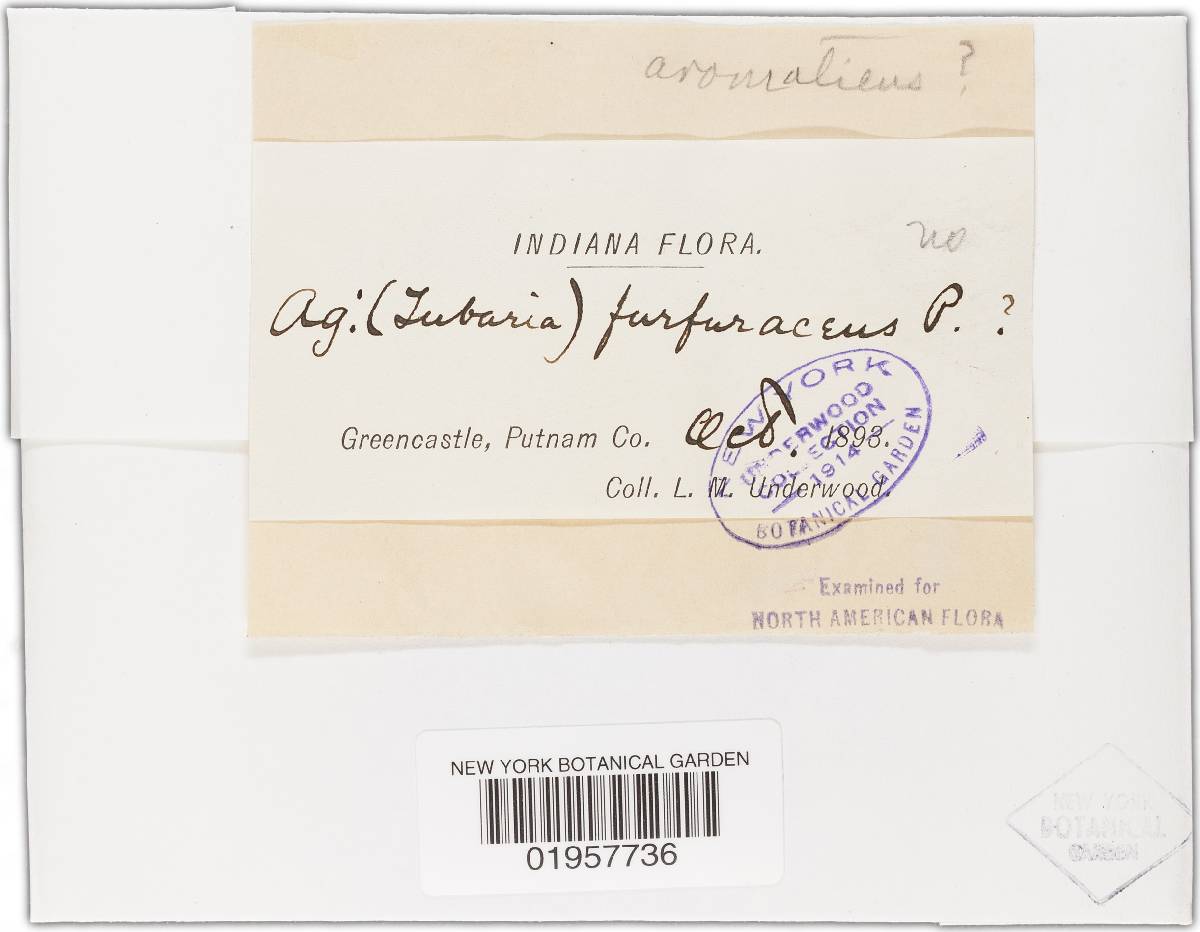 aromaticus ?
no
INDIANA FLORA.
Ag. (Tubaria) furfuraceus P. ?
Greencastle, Putnam Co. Oct. 1893.
Coll. L. M. Underwood.
NEW YORK
UNDERWOOD
COLLECTION
1914
BOTANICAL GARDEN
Examined for
NORTH AMERICAN FLORA
NEW YORK BOTANICAL GARDEN
01957736
NEW YORK
BOTANICAL
GARDEN